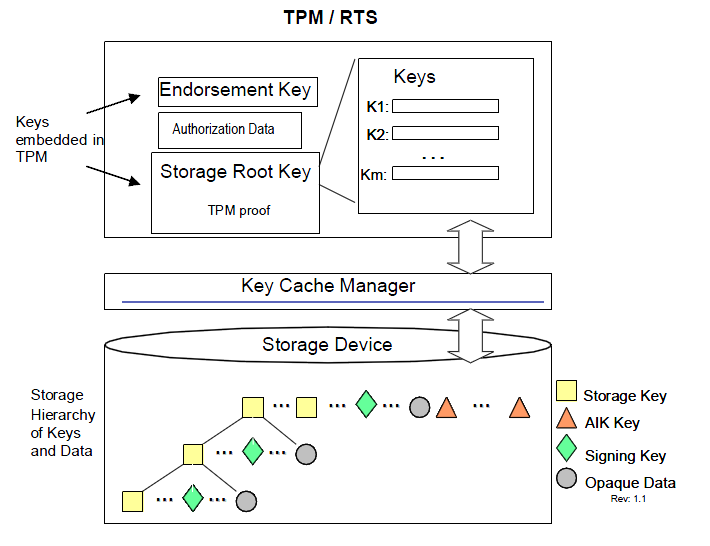 TPM / RTS
Endorsement Key
Authorization Data
Storage Root Key
TPM proof
Keys
K1:
K2:
...
Km:
Keys
embedded in
TPM
Key Cache Manager
Storage Device
Storage
Hierarchy
of Keys
and Data
... ... ... ...
... ...
... ...
Storage Key
AIK Key
Signing Key
Opaque Data
Rev: 1.1